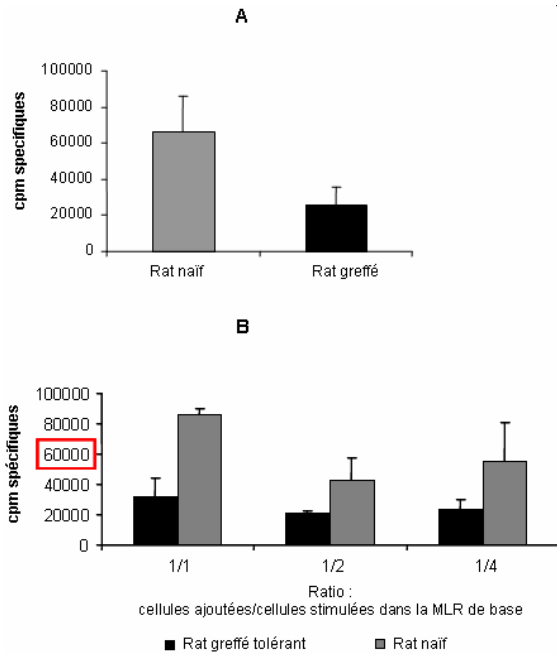 A
100000
80000
60000
40000
20000
0
cpm specifiques
Rat naïf Rat greffé
B
100000
80000
60000
40000
20000
0
cpm spécifiques
1/1 1/2 1/4
Ratio :
cellules ajoutées/cellules stimulées dans la MLR de base
Rat greffé tolérant Rat naïf